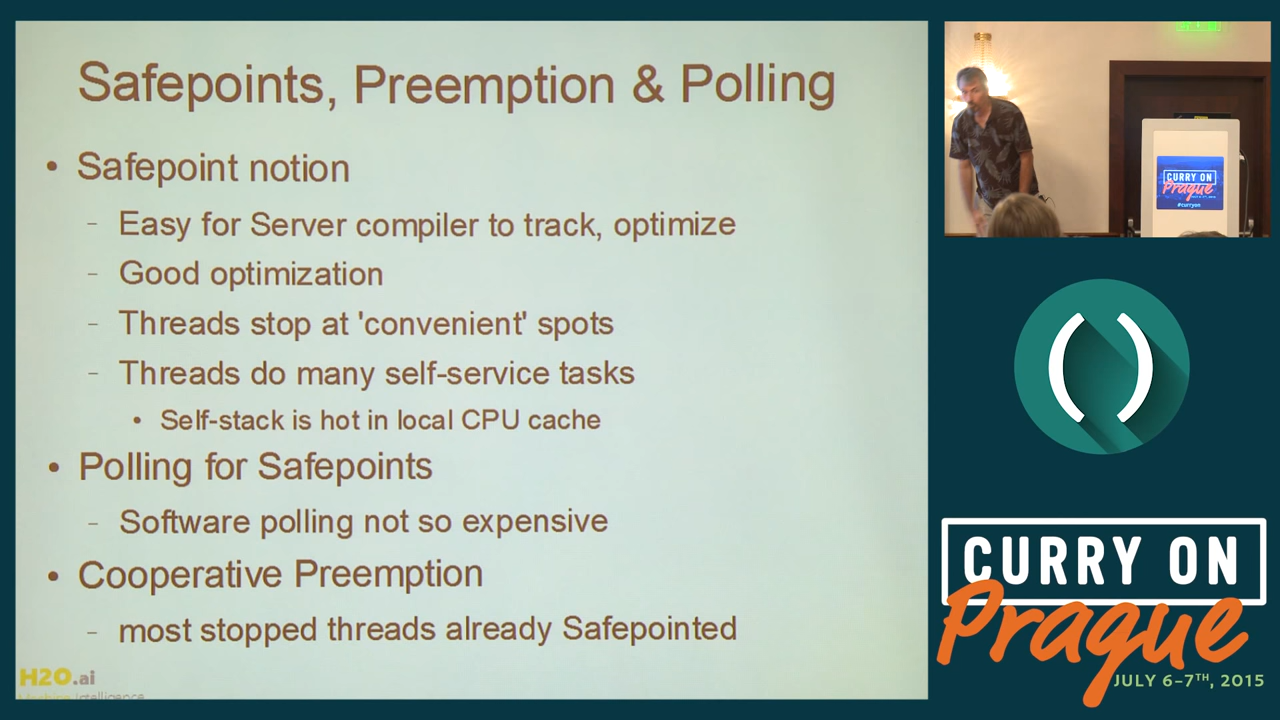 Safepoints, Preemption & Polling
• Safepoint notion
– Easy for Server compiler to track, optimize
– Good optimization
– Threads stop at 'convenient' spots
– Threads do many self-service tasks
• Self-stack is hot in local CPU cache
• Polling for Safepoints
– Software polling not so expensive
• Cooperative Preemption
– most stopped threads already Safepointed
H2O.ai
Machine Intelligence
CURRY ON
Prague
#curryon
( )
CURRY ON
Prague
JULY 6–7TH, 2015